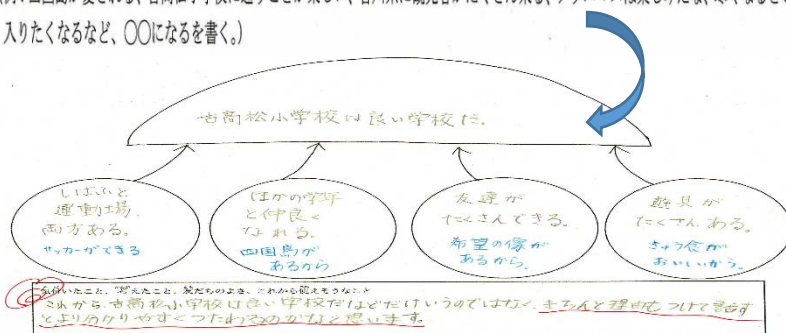 入りたくなるなど、〇〇になるを書く。)
古高松小学校は良い学校だ。
しばふと
運動場
両方ある。
サッカーができる
ほかの学年
と仲良く
なれる。
四国島が
あるから
友達が
たくさんできる。
希望の像が
あるから。
遊具が
たくさんある。
おいしいから。
気付いたこと、考えたこと、友だちのよさ、これから使えそうなこと
これから古高松小学校は良い学校だなどだけいうのではなく、きちんと理由をつけて話す
とより分かりやすくつたわるのかなと思います。